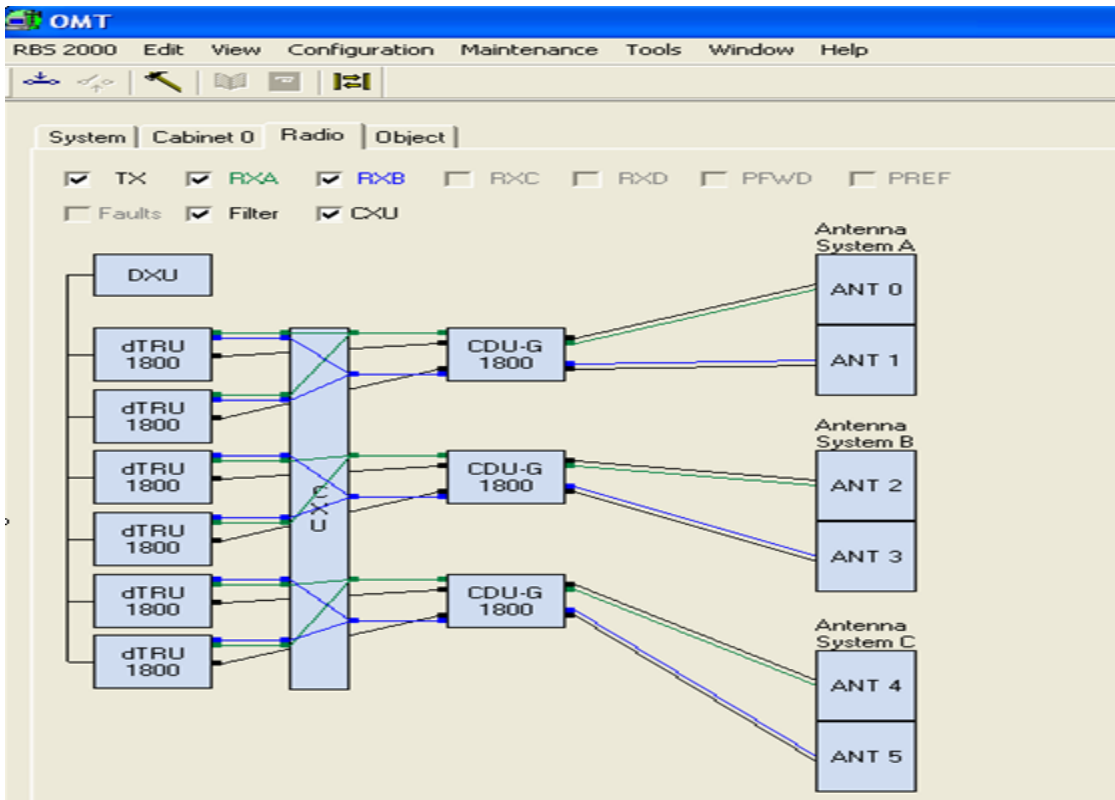 OMT
RBS 2000 Edit View Configuration Maintenance Tools Window Help
System Cabinet 0 Radio Object
TX RXA RXB RXC RXD PFWD PREF
Faults Filter CXU
Antenna
System A
DXU
ANT 0
dTRU
1800
CDU-G
1800
ANT 1
dTRU
1800
Antenna
System B
dTRU
1800
CDU-G
1800
ANT 2
CXU
dTRU
1800
ANT 3
dTRU
1800
CDU-G
1800
Antenna
System C
dTRU
1800
ANT 4
ANT 5